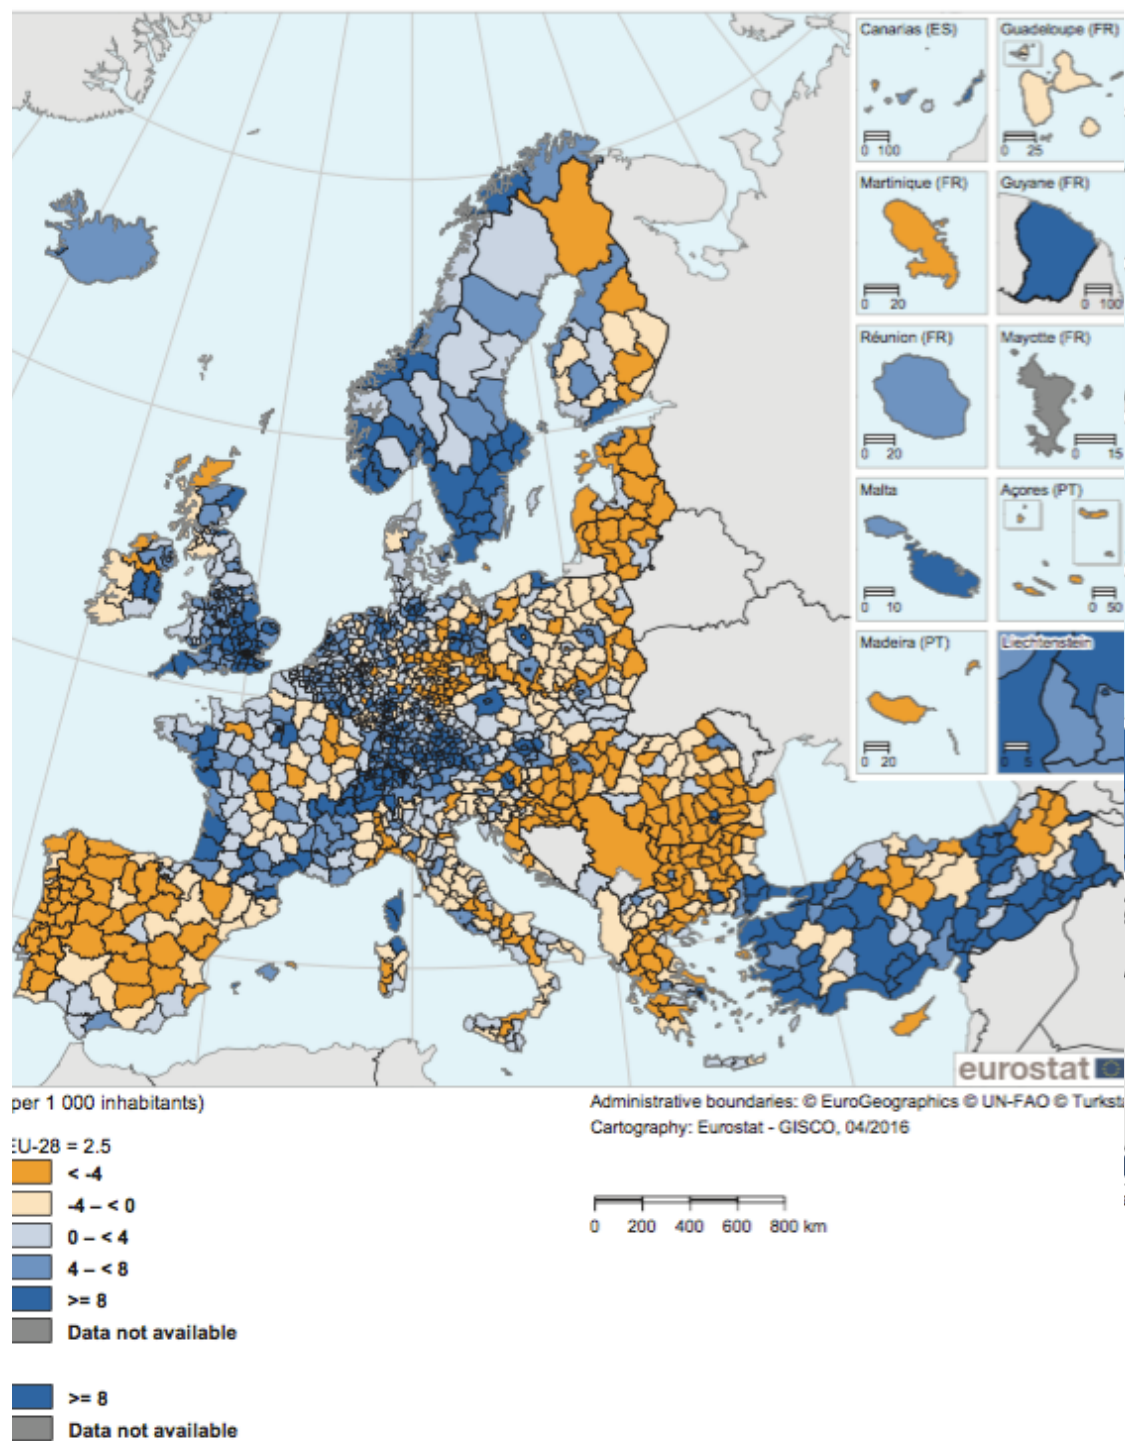 Canarias (ES)
0 100
Guadeloupe (FR)
0 25
Martinique (FR)
0 20
Guyane (FR)
0 100
Réunion (FR)
0 20
Mayotte (FR)
0 15
Malta
0 10
Açores (PT)
0 50
Madeira (PT)
0 20
Liechtenstein
0 5
eurostat
per 1 000 inhabitants)
Administrative boundaries: © EuroGeographics © UN-FAO © Turksta
Cartography: Eurostat - GISCO, 04/2016
EU-28 = 2.5
< -4
-4 – < 0
0 – < 4
4 – < 8
>= 8
Data not available
0 200 400 600 800 km
>= 8
Data not available